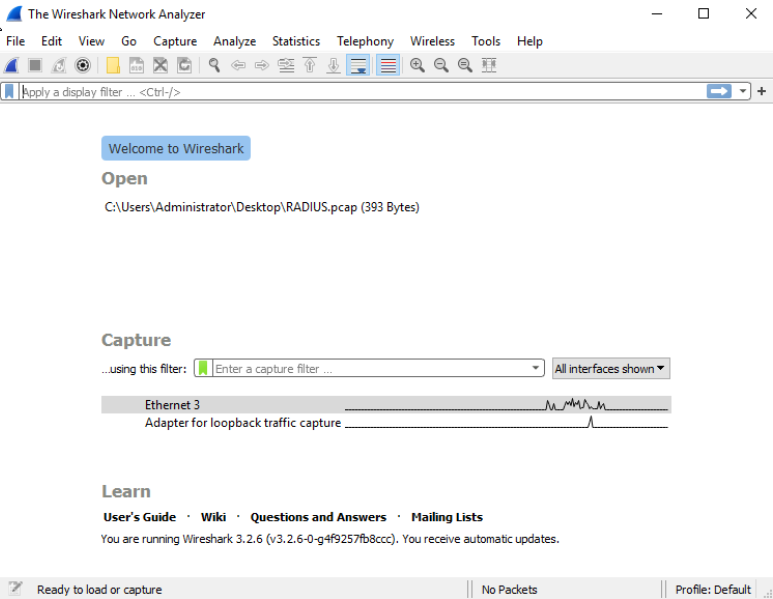 The Wireshark Network Analyzer
File Edit View Go Capture Analyze Statistics Telephony Wireless Tools Help
Apply a display filter ... <Ctrl-/>
Welcome to Wireshark
Open
C:\Users\Administrator\Desktop\RADIUS.pcap (393 Bytes)
Capture
...using this filter: Enter a capture filter ... All interfaces shown
Ethernet 3
Adapter for loopback traffic capture
Learn
User's Guide · Wiki · Questions and Answers · Mailing Lists
You are running Wireshark 3.2.6 (v3.2.6-0-g4f9257fb8ccc). You receive automatic updates.
Ready to load or capture No Packets Profile: Default